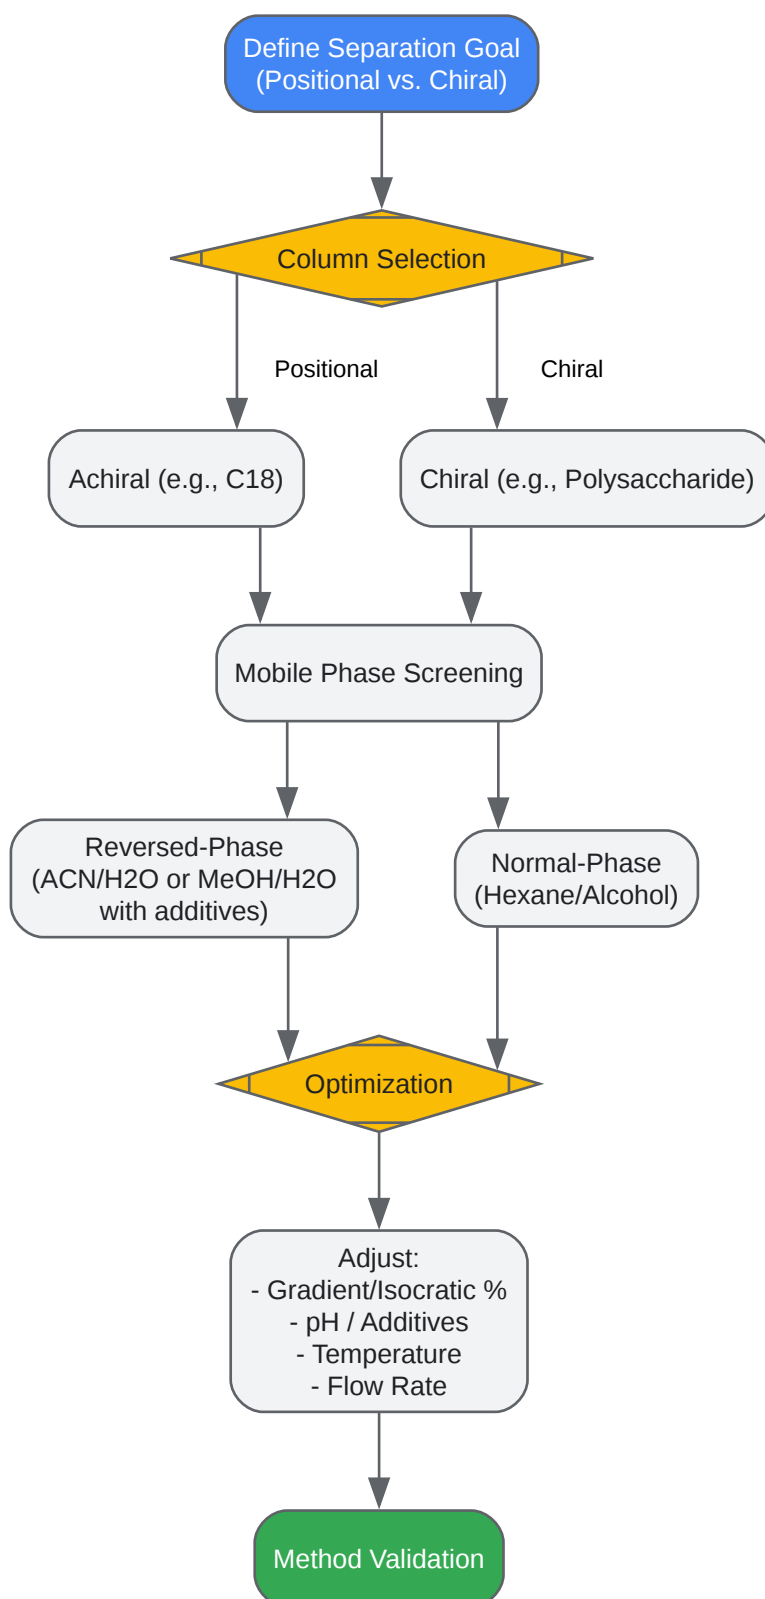 Define Separation Goal
(Positional vs. Chiral)
Column Selection
Positional
Chiral
Achiral (e.g., C18)
Chiral (e.g., Polysaccharide)
Mobile Phase Screening
Reversed-Phase
(ACN/H2O or MeOH/H2O
with additives)
Normal-Phase
(Hexane/Alcohol)
Optimization
Adjust:
- Gradient/Isocratic %
- pH / Additives
- Temperature
- Flow Rate
Method Validation